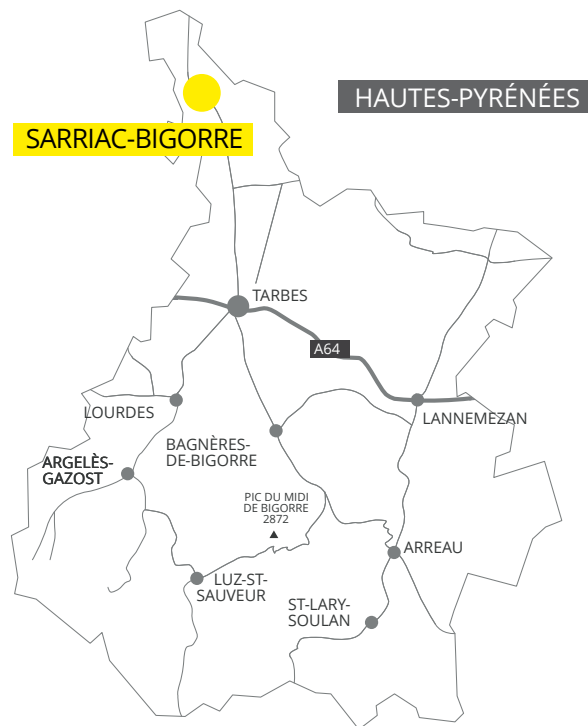 HAUTES-PYRÉNÉES
SARRIAC-BIGORRE
TARBES
A64
LOURDES
LANNEMEZAN
BAGNÈRES-
DE-BIGORRE
ARGELÈS-
GAZOST
PIC DU MIDI
DE BIGORRE
2872
ARREAU
LUZ-ST-
SAUVEUR
ST-LARY-
SOULAN